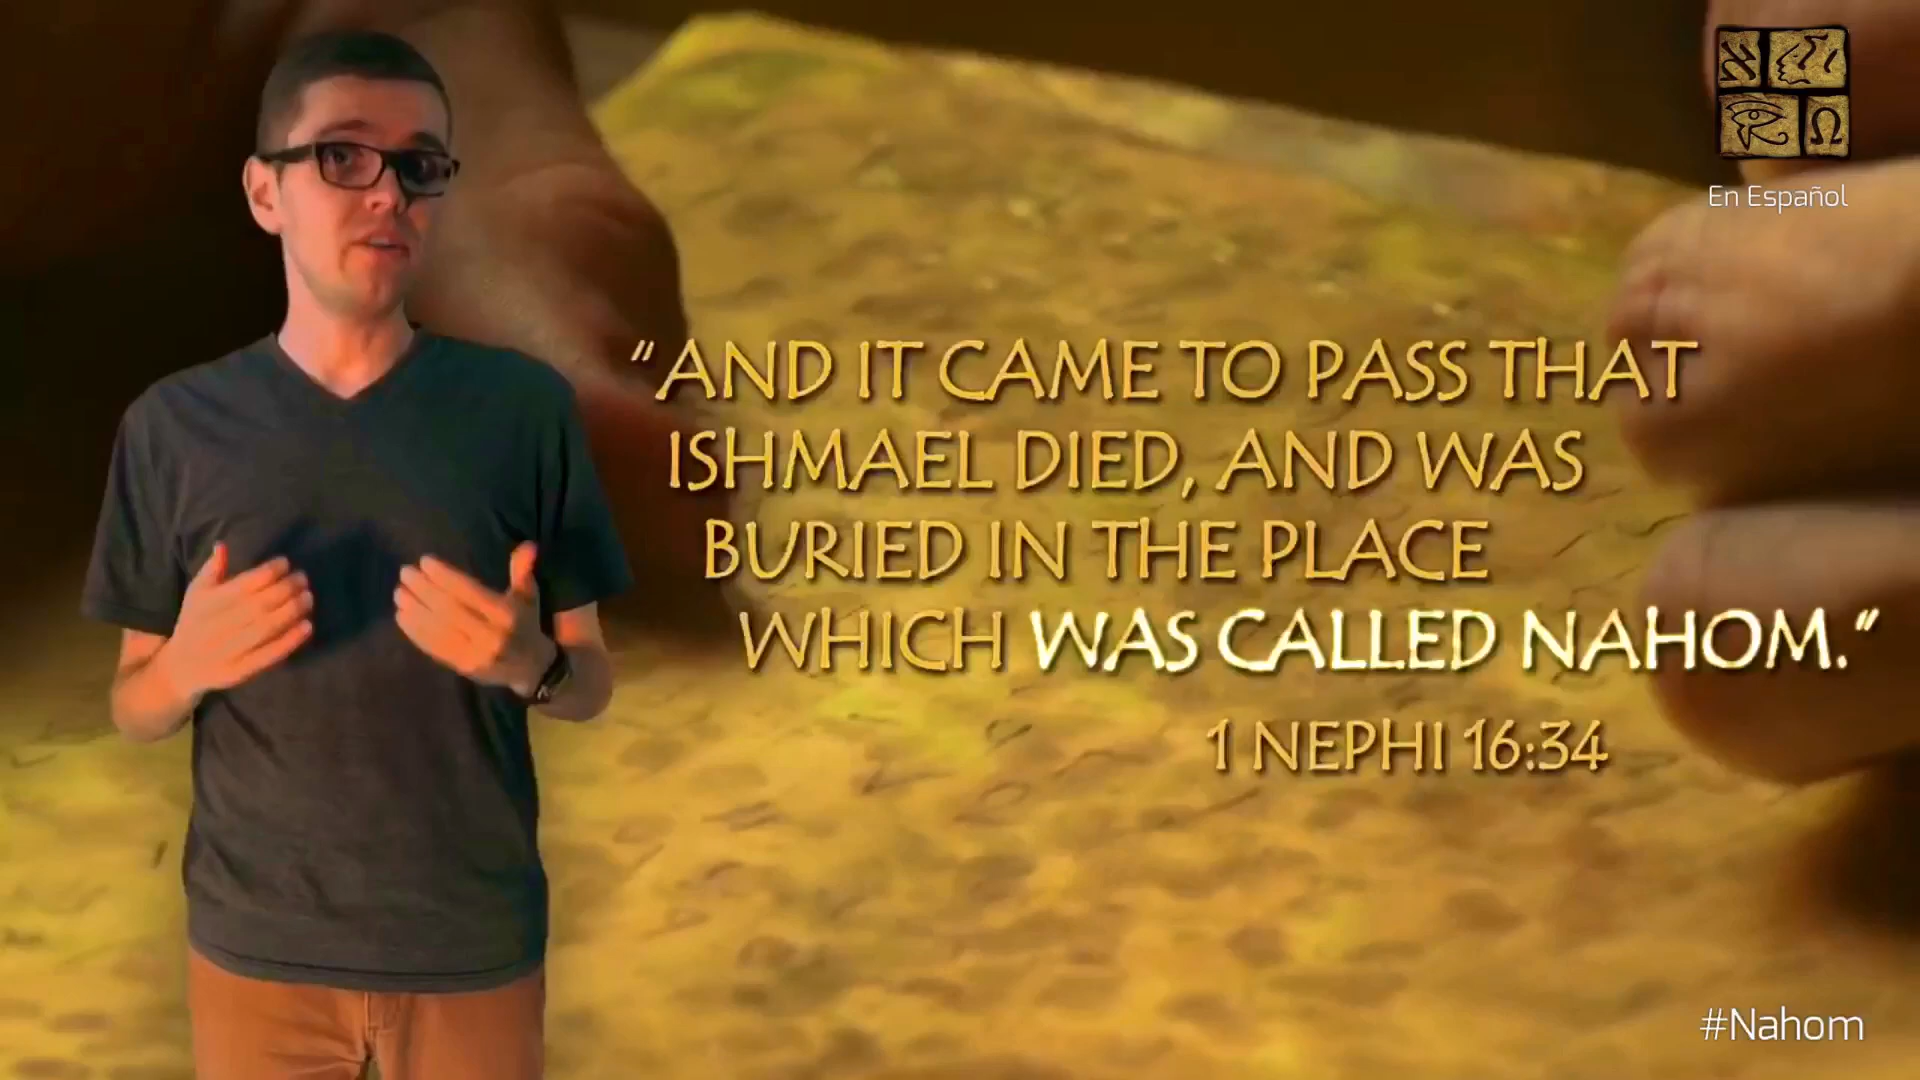 En Español
“AND IT CAME TO PASS THAT
ISHMAEL DIED, AND WAS
BURIED IN THE PLACE
WHICH WAS CALLED NAHOM.“
1 NEPHI 16:34
#Nahom